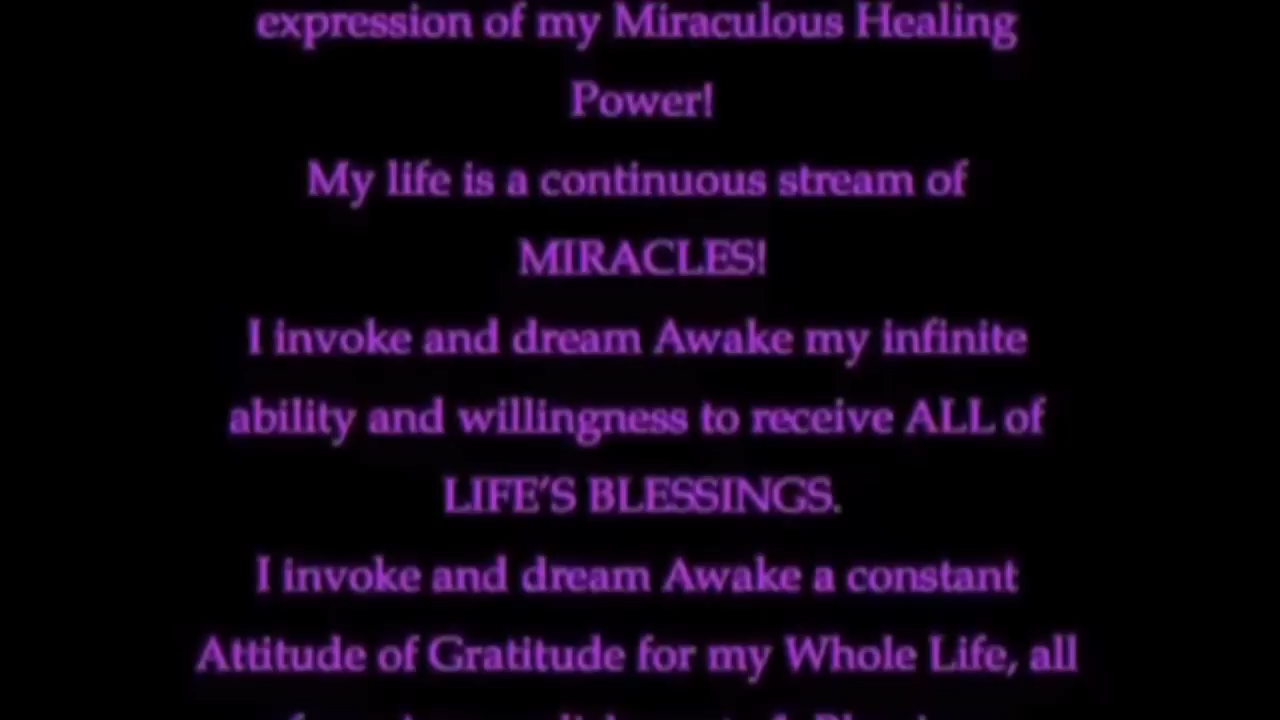 expression of my Miraculous Healing
Power!
My life is a continuous stream of
MIRACLES!
I invoke and dream Awake my infinite
ability and willingness to receive ALL of
LIFE'S BLESSINGS.
I invoke and dream Awake a constant
Attitude of Gratitude for my Whole Life, all